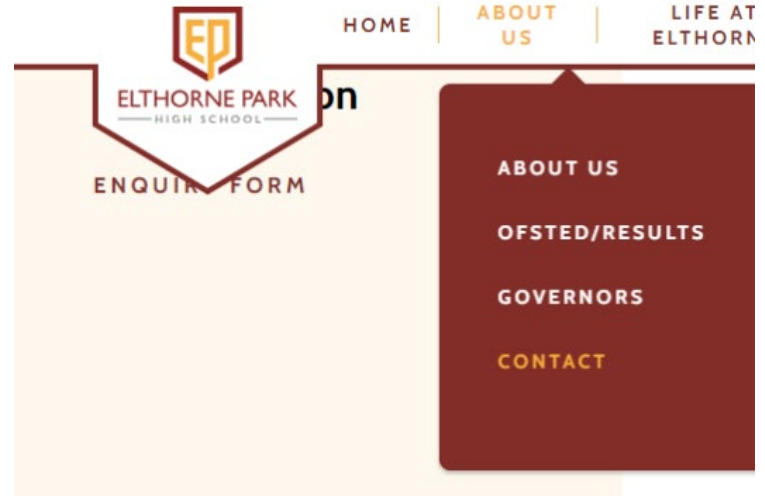 HOME
ABOUT
US
LIFE AT
ELTHORN
EP
ELTHORNE PARK
HIGH SCHOOL
on
ENQUIR FORM
ABOUT US
OFSTED/RESULTS
GOVERNORS
CONTACT